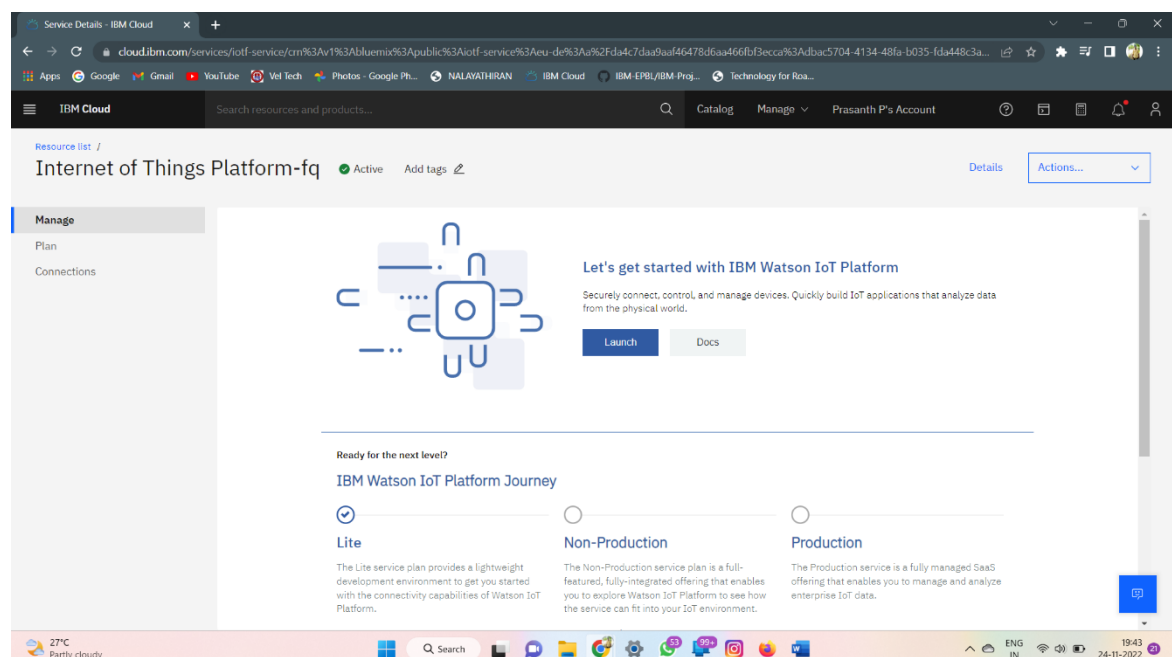 Service Details - IBM Cloud
cloud.ibm.com/services/iotf-service/crn%3Av1%3Abluemix%3Apublic%3Aiotf-service%3Aeu-de%3Aa%2Fda4c7daa9aaf46478d6aa466fbf3ecca%3Adbac5704-4134-48fa-b035-fda448c3a...
Apps Google Gmail YouTube Vel Tech Photos - Google Ph... NALAYATHIRAN IBM Cloud IBM-EPBL/IBM-Proj... Technology for Roa...
IBM Cloud Search resources and products... Catalog Manage Prasanth P's Account
Resource list /
Internet of Things Platform-fq Active Add tags Details Actions...
Manage
Plan
Connections
Let's get started with IBM Watson IoT Platform
Securely connect, control, and manage devices. Quickly build IoT applications that analyze data
from the physical world.
Launch Docs
Ready for the next level?
IBM Watson IoT Platform Journey
Lite
The Lite service plan provides a lightweight
development environment to get you started
with the connectivity capabilities of Watson IoT
Platform.
Non-Production
The Non-Production service plan is a full-
featured, fully-integrated offering that enables
you to explore Watson IoT Platform to see how
the service can fit into your IoT environment.
Production
The Production service is a fully managed SaaS
offering that enables you to manage and analyze
enterprise IoT data.
27°C
Partly cloudy
Search
53
99+
ENG
IN
19:43
24-11-2022
21